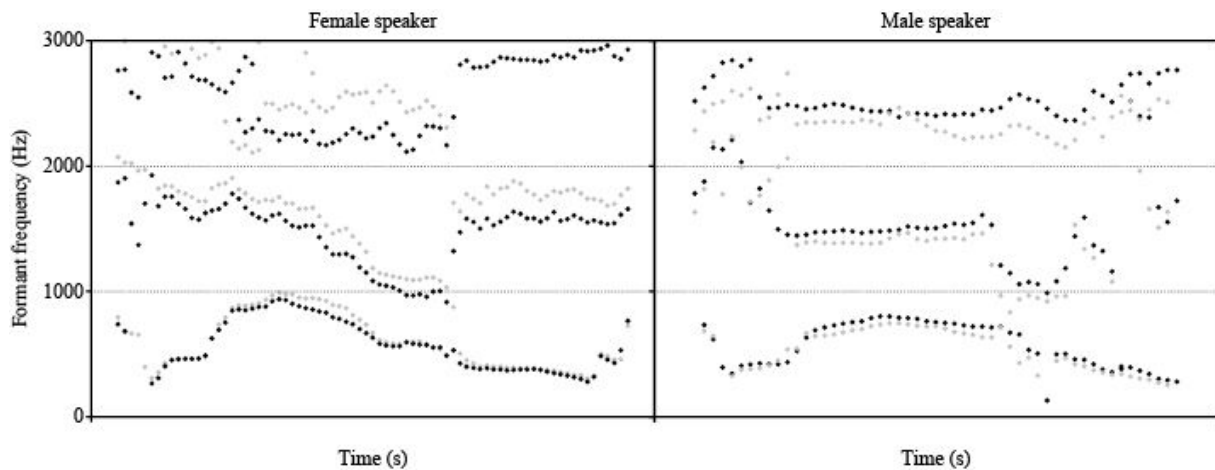 Female speaker
Male speaker
3000
2000
1000
0
Formant frequency (Hz)
Time (s)
Time (s)